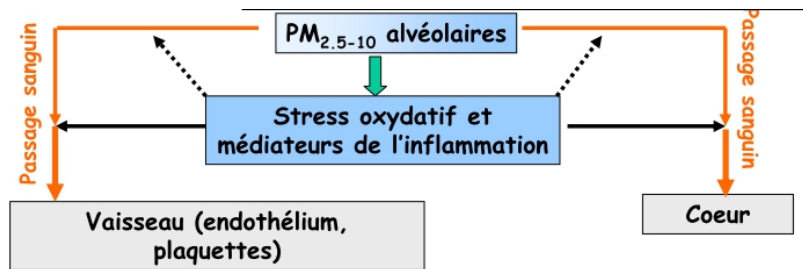 PM2.5-10 alvéolaires
Passage sanguin
Passage sanguin
Stress oxydatif et
médiateurs de l'inflammation
Vaisseau (endothélium,
plaquettes)
Coeur